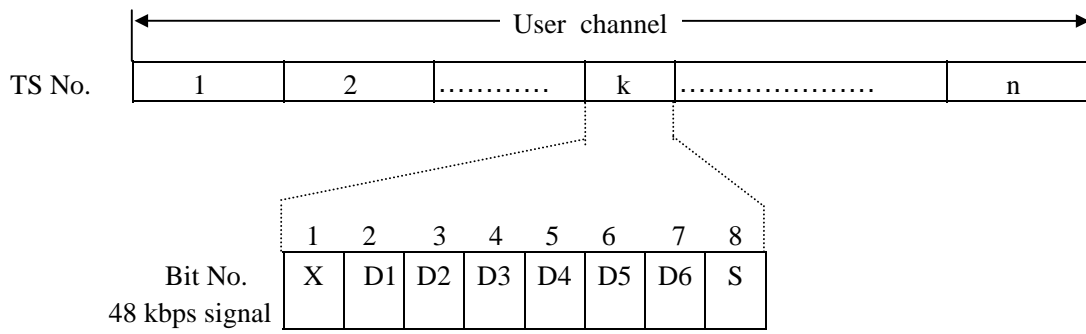 User channel
TS No. 1 2 ............ k ..................... n
1 2 3 4 5 6 7 8
Bit No. X D1 D2 D3 D4 D5 D6 S
48 kbps signal